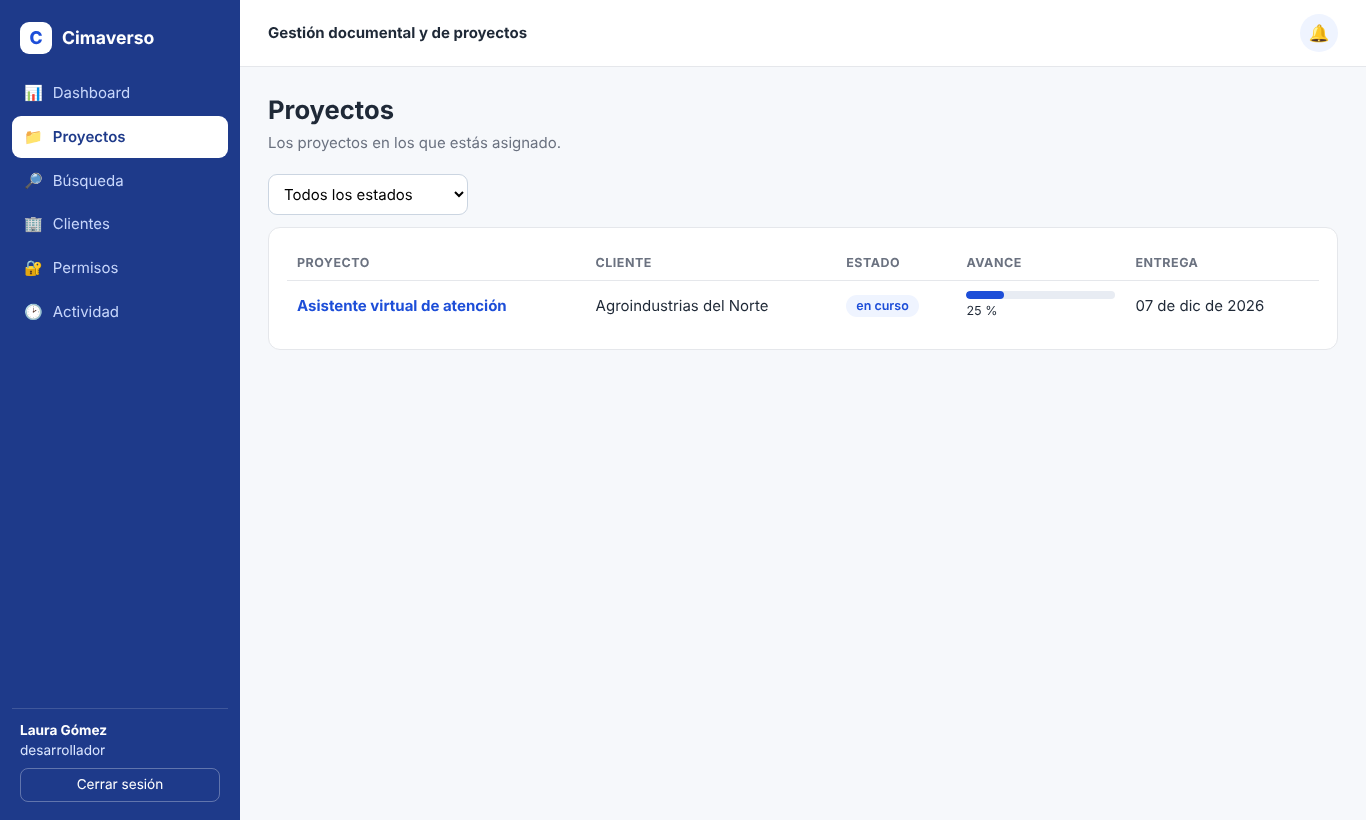 C Cimaverso
Dashboard
Proyectos
Búsqueda
Clientes
Permisos
Actividad
Laura Gómez
desarrollador
Cerrar sesión
Gestión documental y de proyectos
Proyectos
Los proyectos en los que estás asignado.
Todos los estados
PROYECTO CLIENTE ESTADO AVANCE ENTREGA
Asistente virtual de atención Agroindustrias del Norte en curso 25 % 07 de dic de 2026